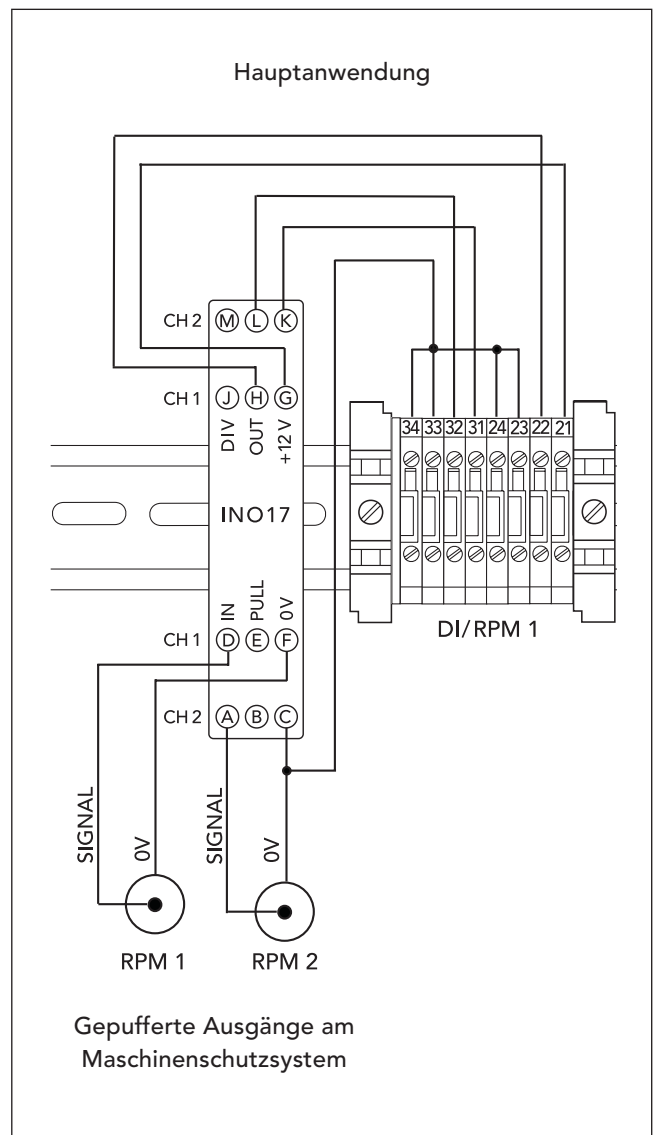 Hauptanwendung
CH 2 M L K
CH 1 J H G
DIV OUT +12 V
34 33 32 31 24 23 22 21
INO17
IN PULL 0V
CH 1 D E F
DI/RPM 1
CH 2 A B C
SIGNAL 0V SIGNAL 0V
RPM 1 RPM 2
Gepufferte Ausgänge am
Maschinenschutzsystem